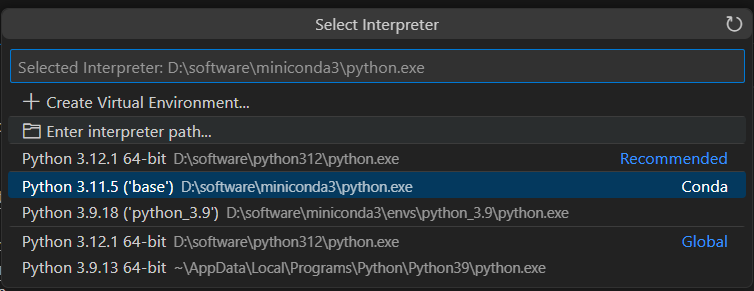 Select Interpreter
Selected Interpreter: D:\software\miniconda3\python.exe
Create Virtual Environment...
Enter interpreter path...
Python 3.12.1 64-bit D:\software\python312\python.exe Recommended
Python 3.11.5 ('base') D:\software\miniconda3\python.exe Conda
Python 3.9.18 ('python_3.9') D:\software\miniconda3\envs\python_3.9\python.exe
Python 3.12.1 64-bit D:\software\python312\python.exe Global
Python 3.9.13 64-bit ~\AppData\Local\Programs\Python\Python39\python.exe